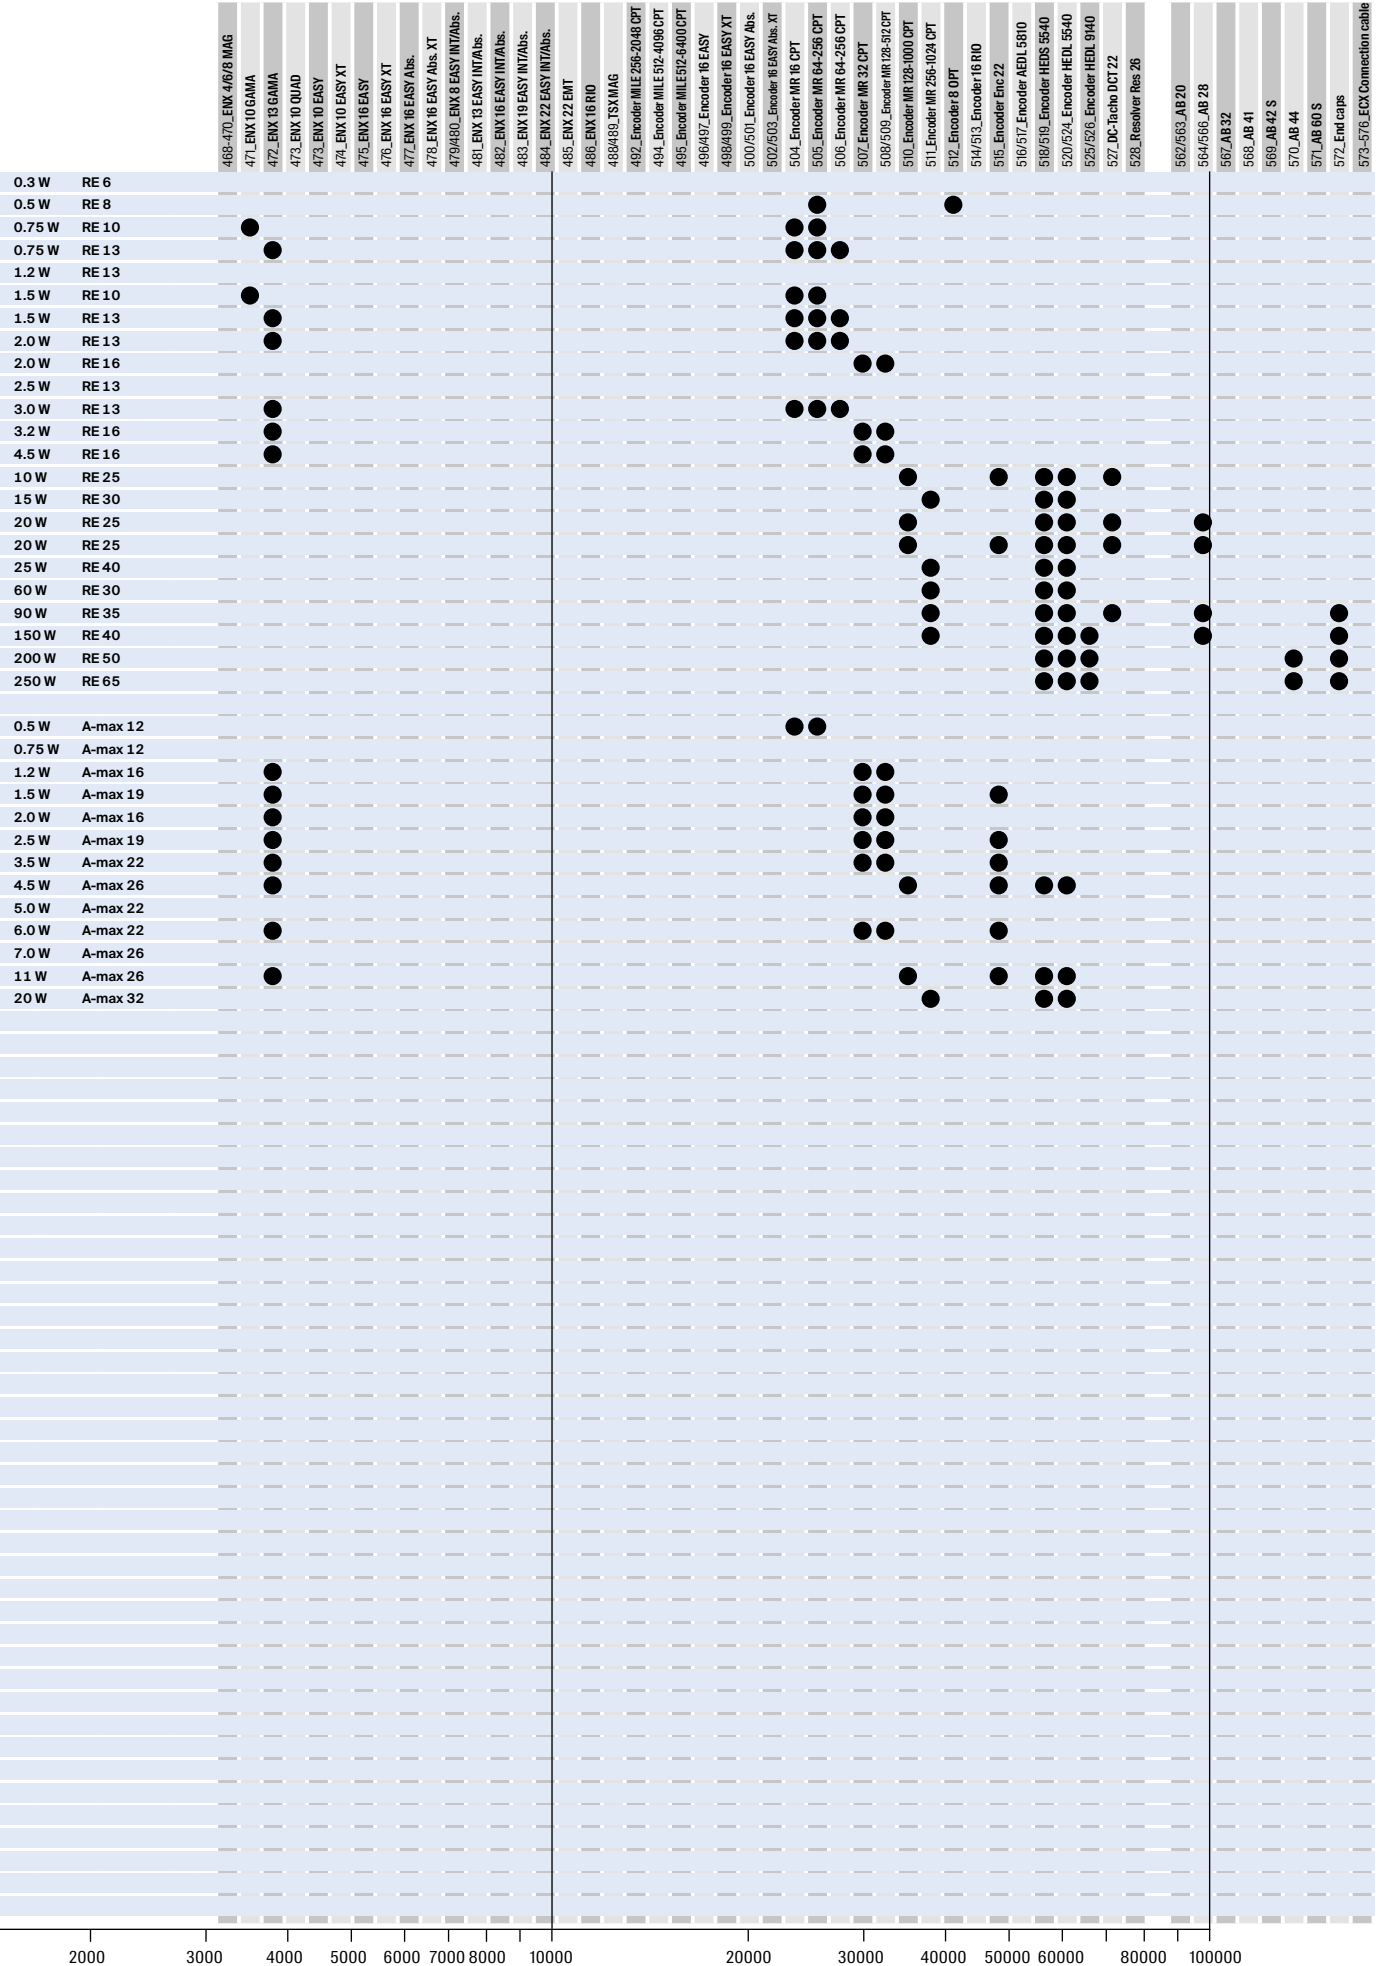 468-470_ENX 4/6/8 MAG
471_ENX 10 GAMA
472_ENX 13 GAMA
473_ENX 10 QUAD
473_ENX 10 EASY
474_ENX 10 EASY XT
475_ENX 16 EASY
476_ENX 16 EASY XT
477_ENX 16 EASY Abs.
478_ENX 16 EASY Abs. XT
479/480_ENX 8 EASY INT/Abs.
481_ENX 13 EASY INT/Abs.
482_ENX 16 EASY INT/Abs.
483_ENX 19 EASY INT/Abs.
484_ENX 22 EASY INT/Abs.
485_ENX 22 EMT
486_ENX 16 RIO
488/489_TSX MAG
492_Encoder MILE 256-2048 CPT
494_Encoder MILE 512-4096 CPT
495_Encoder MILE 512-6400 CPT
496/497_Encoder 16 EASY
498/499_Encoder 16 EASY XT
500/501_Encoder 16 EASY Abs.
502/503_Encoder 16 EASY Abs. XT
504_Encoder MR 16 CPT
505_Encoder MR 64-256 CPT
506_Encoder MR 64-256 CPT
507_Encoder MR 32 CPT
508/509_Encoder MR 128-512 CPT
510_Encoder MR 128-1000 CPT
511_Encoder MR 256-1024 CPT
512_Encoder 8 OPT
514/513_Encoder 16 RIO
515_Encoder Enc 22
516/517_Encoder AEDL 5810
518/519_Encoder HEDS 5540
520/524_Encoder HEDL 5540
525/526_Encoder HEDL 9140
527_DC-Tacho DCT 22
528_Resolver Res 26
562/563_AB 20
564/566_AB 28
567_AB 32
568_AB 41
569_AB 42 S
570_AB 44
571_AB 60 S
572_End caps
573-576_ECX Connection cable
0.3 W RE 6
0.5 W RE 8
0.75 W RE 10
0.75 W RE 13
1.2 W RE 13
1.5 W RE 10
1.5 W RE 13
2.0 W RE 13
2.0 W RE 16
2.5 W RE 13
3.0 W RE 13
3.2 W RE 16
4.5 W RE 16
10 W RE 25
15 W RE 30
20 W RE 25
20 W RE 25
25 W RE 40
60 W RE 30
90 W RE 35
150 W RE 40
200 W RE 50
250 W RE 65
0.5 W A-max 12
0.75 W A-max 12
1.2 W A-max 16
1.5 W A-max 19
2.0 W A-max 16
2.5 W A-max 19
3.5 W A-max 22
4.5 W A-max 26
5.0 W A-max 22
6.0 W A-max 22
7.0 W A-max 26
11 W A-max 26
20 W A-max 32
2000 3000 4000 5000 6000 7000 8000 10000 20000 30000 40000 50000 60000 80000 100000